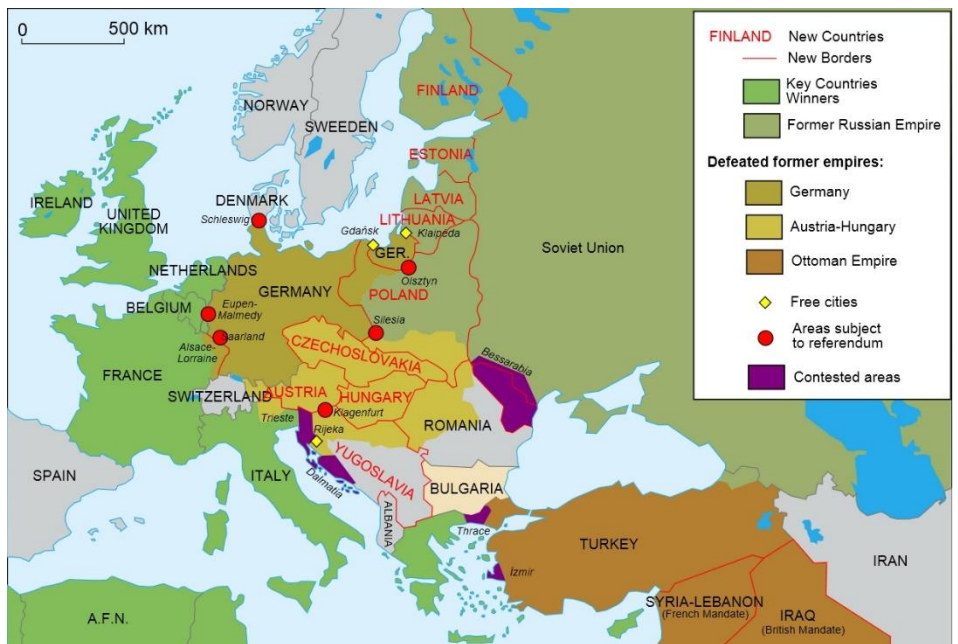 0 500 km
NORWAY
SWEEDEN
FINLAND
ESTONIA
LATVIA
LITHUANIA
Klaipėda
DENMARK
Schleswig
Gdańsk
GER.
Olsztyn
IRELAND
UNITED
KINGDOM
NETHERLANDS
GERMANY
POLAND
Soviet Union
BELGIUM
Eupen-
Malmedy
Silesia
Saarland
Alsace-
Lorraine
CZECHOSLOVAKIA
Bessarabia
FRANCE
SWITZERLAND
AUSTRIA
HUNGARY
Klagenfurt
Trieste
Rijeka
ROMANIA
YUGOSLAVIA
SPAIN
ITALY
Dalmatia
BULGARIA
ALBANIA
Thrace
TURKEY
IRAN
İzmir
SYRIA-LEBANON
(French Mandate)
IRAQ
(British Mandate)
A.F.N.
FINLAND New Countries
New Borders
Key Countries
Winners
Former Russian Empire
Defeated former empires:
Germany
Austria-Hungary
Ottoman Empire
Free cities
Areas subject
to referendum
Contested areas